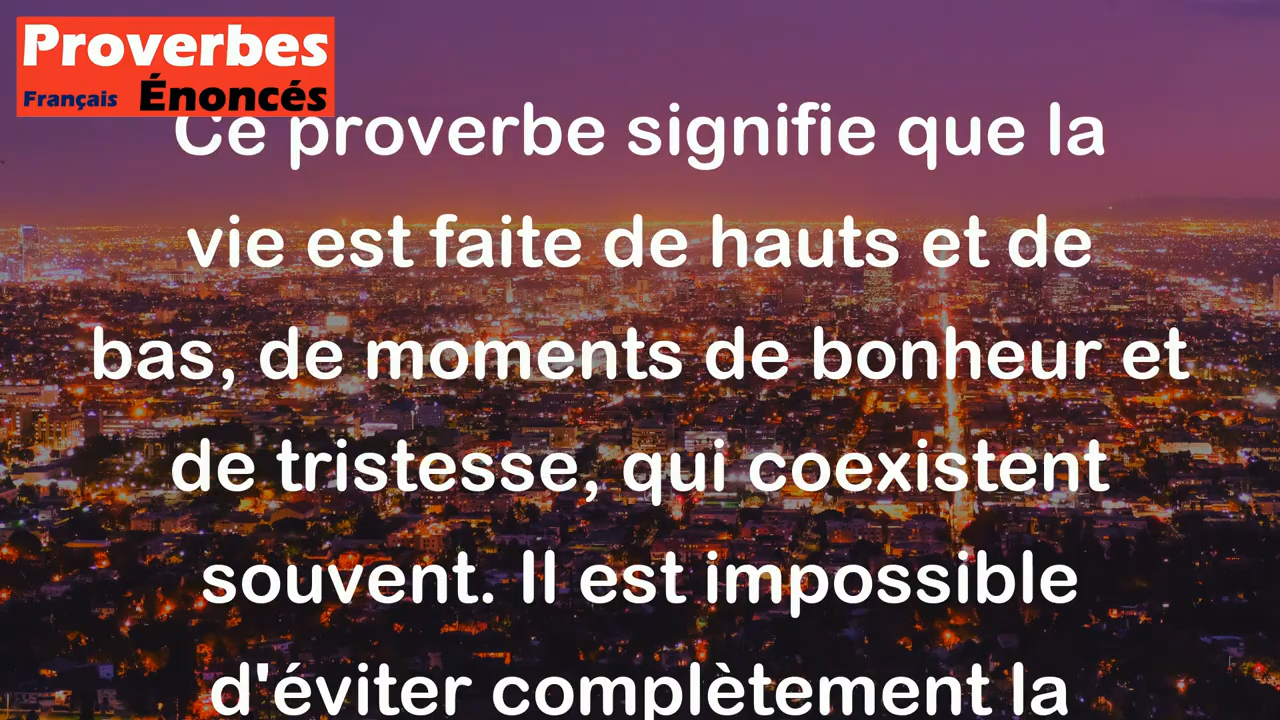 Proverbes
Français Énoncés
Ce proverbe signifie que la
vie est faite de hauts et de
bas, de moments de bonheur et
de tristesse, qui coexistent
souvent. Il est impossible
d'éviter complètement la